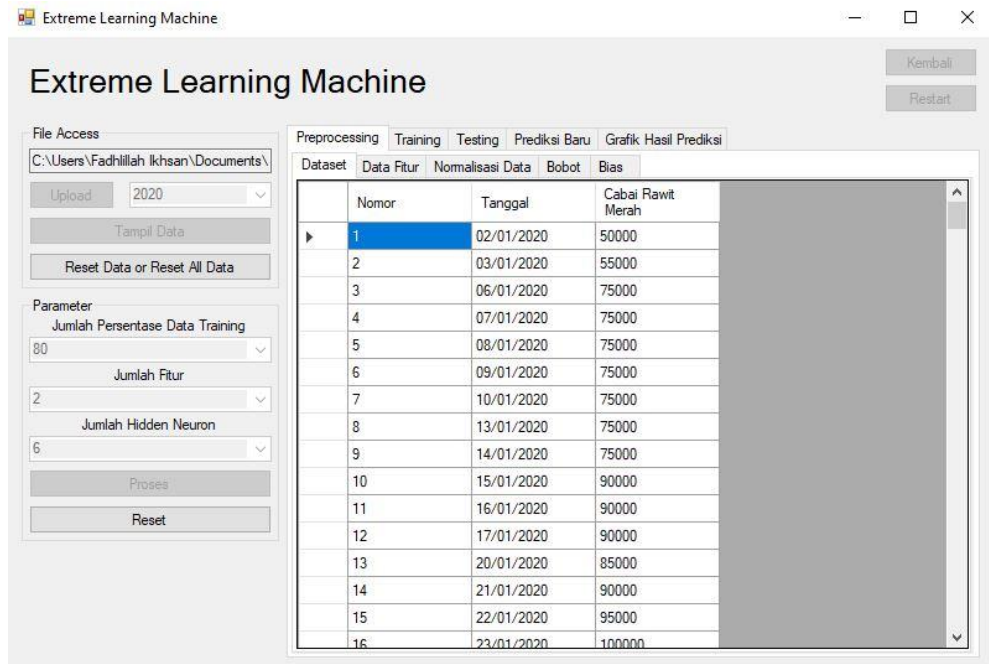 Extreme Learning Machine
Extreme Learning Machine
Kembali
Restart
File Access
C:\Users\Fadhlillah Ikhsan\Documents\
Upload 2020
Tampil Data
Reset Data or Reset All Data
Parameter
Jumlah Persentase Data Training
80
Jumlah Fitur
2
Jumlah Hidden Neuron
6
Proses
Reset
Preprocessing Training Testing Prediksi Baru Grafik Hasil Prediksi
Dataset Data Fitur Normalisasi Data Bobot Bias
Nomor Tanggal Cabai Rawit
Merah
1 02/01/2020 50000
2 03/01/2020 55000
3 06/01/2020 75000
4 07/01/2020 75000
5 08/01/2020 75000
6 09/01/2020 75000
7 10/01/2020 75000
8 13/01/2020 75000
9 14/01/2020 75000
10 15/01/2020 90000
11 16/01/2020 90000
12 17/01/2020 90000
13 20/01/2020 85000
14 21/01/2020 90000
15 22/01/2020 95000
16 23/01/2020 100000